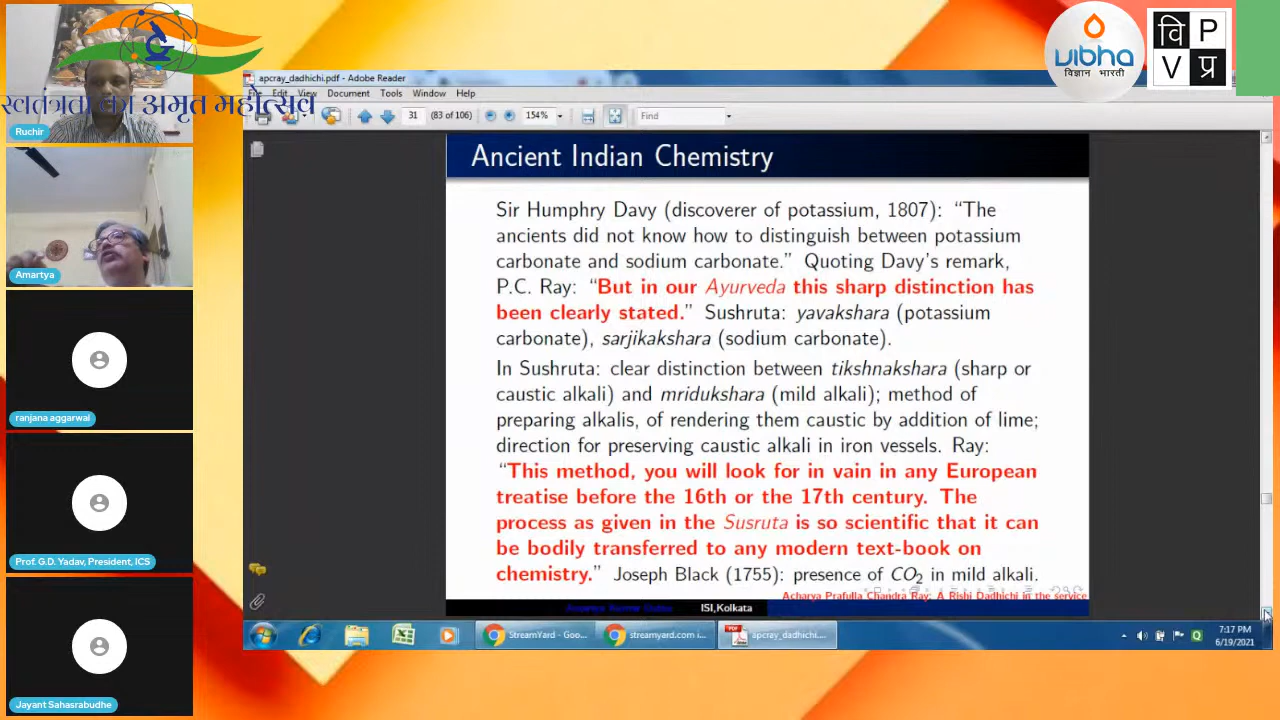 स्वतंत्रता का अमृत महोत्सव
Ruchir
Amartya
ranjana aggarwal
Prof. G.D. Yadav, President, ICS
Jayant Sahasrabudhe
vibha
विज्ञान भारती
वि P
V प्र
apcray_dadhichi.pdf - Adobe Reader
Edit View Document Tools Window Help
31 (83 of 106) 154% Find
Ancient Indian Chemistry
Sir Humphry Davy (discoverer of potassium, 1807): “The
ancients did not know how to distinguish between potassium
carbonate and sodium carbonate.” Quoting Davy’s remark,
P.C. Ray: “But in our Ayurveda this sharp distinction has
been clearly stated.” Sushruta: yavakshara (potassium
carbonate), sarjikakshara (sodium carbonate).
In Sushruta: clear distinction between tikshnakshara (sharp or
caustic alkali) and mridukshara (mild alkali); method of
preparing alkalis, of rendering them caustic by addition of lime;
direction for preserving caustic alkali in iron vessels. Ray:
“This method, you will look for in vain in any European
treatise before the 16th or the 17th century. The
process as given in the Susruta is so scientific that it can
be bodily transferred to any modern text-book on
chemistry.” Joseph Black (1755): presence of CO2 in mild alkali.
Acharya Prafulla Chandra Ray: A Rishi Dadhichi in the service
ISI,Kolkata
StreamYard - Goo... streamyard.com i... apcray_dadhichi....
7:17 PM
6/19/2021